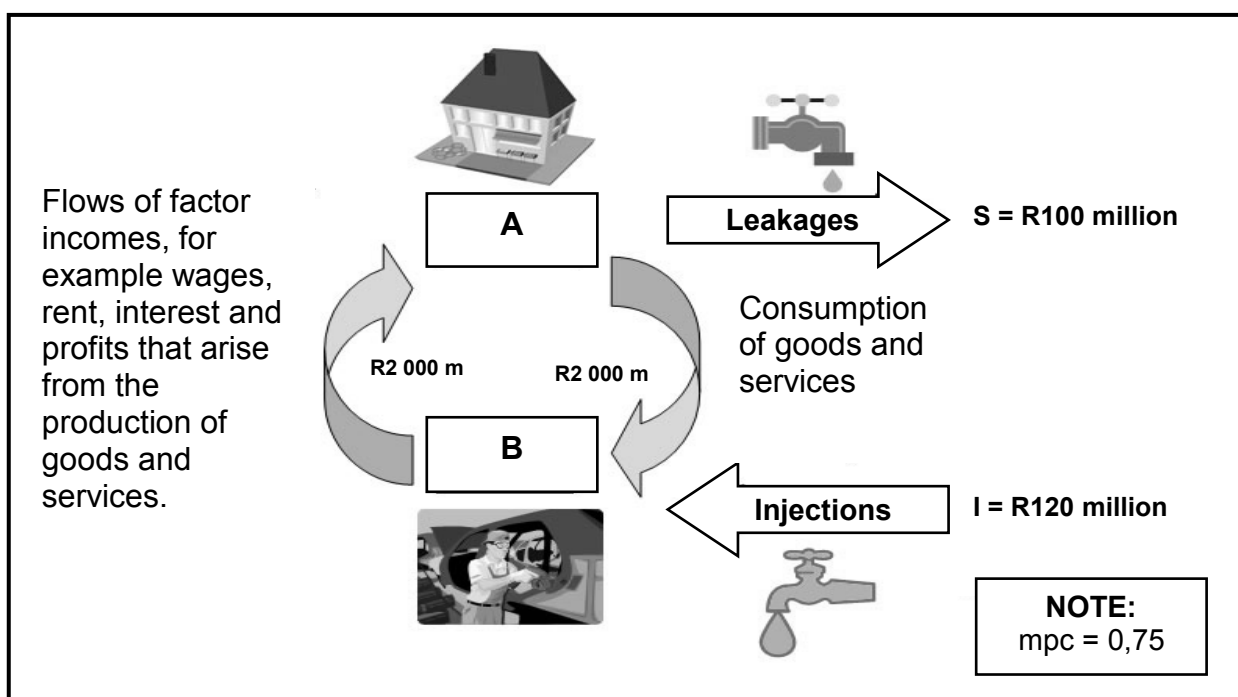 A
Leakages
S = R100 million
Flows of factor
incomes, for
example wages,
rent, interest and
profits that arise
from the
production of
goods and
services.
R2 000 m
R2 000 m
Consumption
of goods and
services
B
Injections
I = R120 million
NOTE:
mpc = 0,75